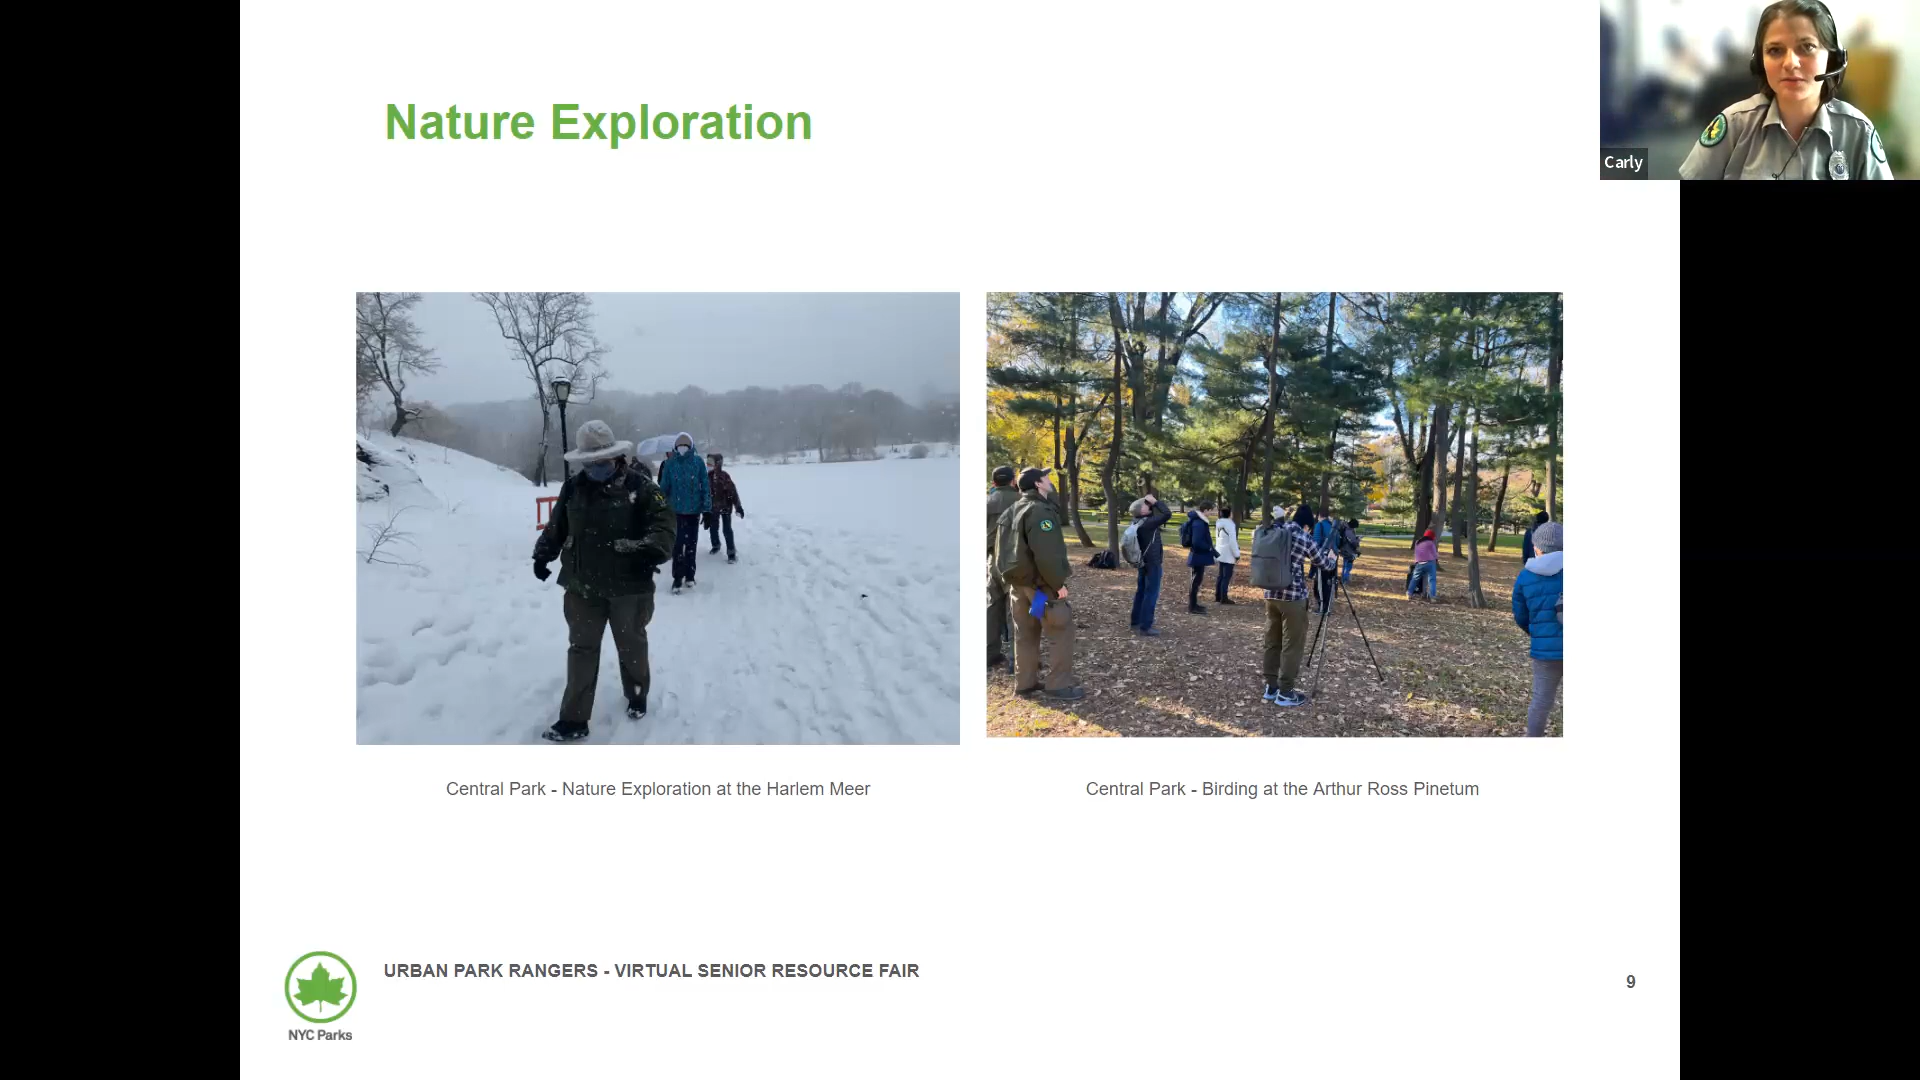 Nature Exploration
Carly
Central Park - Nature Exploration at the Harlem Meer
Central Park - Birding at the Arthur Ross Pinetum
URBAN PARK RANGERS - VIRTUAL SENIOR RESOURCE FAIR
9
NYC Parks